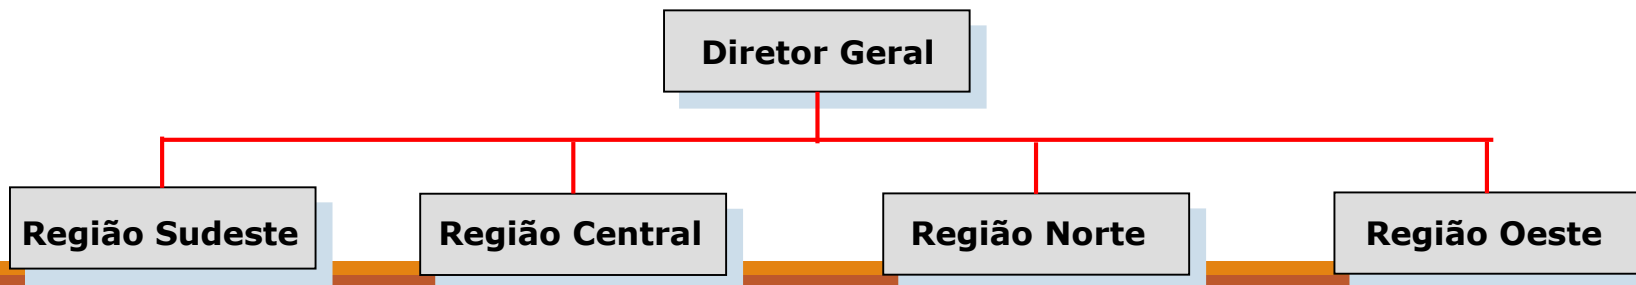 Diretor Geral
Região Sudeste
Região Central
Região Norte
Região Oeste